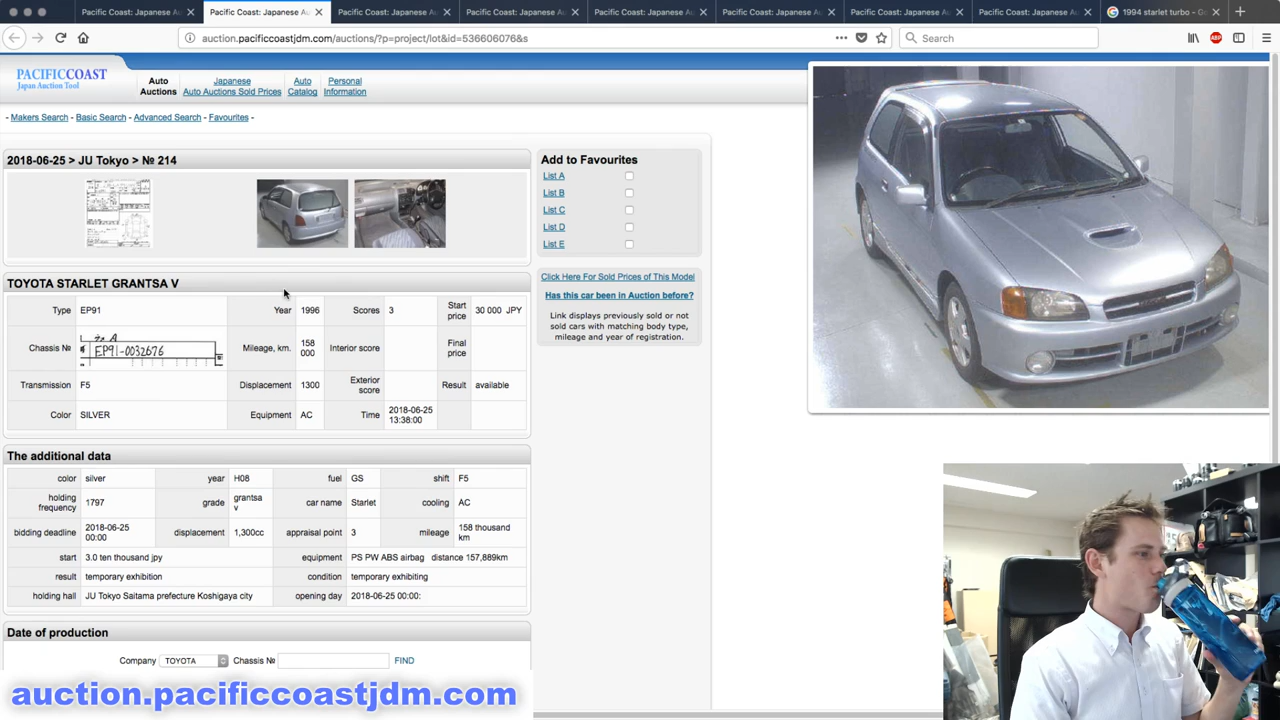 Pacific Coast: Japanese Au
Pacific Coast: Japanese Au
Pacific Coast: Japanese Au
Pacific Coast: Japanese Au
Pacific Coast: Japanese Au
Pacific Coast: Japanese Au
Pacific Coast: Japanese Au
Pacific Coast: Japanese Au
1994 starlet turbo - Go
auction.pacificcoastjdm.com/auctions/?p=project/lot&id=536606076&s
Search
ABP
PACIFICCOAST
Japan Auction Tool
Auto Auctions
Japanese Auto Auctions Sold Prices
Auto Catalog
Personal Information
- Makers Search - Basic Search - Advanced Search - Favourites -
2018-06-25 > JU Tokyo > № 214
Add to Favourites
List A
List B
List C
List D
List E
Click Here For Sold Prices of This Model
Has this car been in Auction before?
Link displays previously sold or not sold cars with matching body type, mileage and year of registration.
TOYOTA STARLET GRANTSA V
Type EP91 Year 1996 Scores 3 Start price 30 000 JPY
Chassis № EP91-0032676 Mileage, km. 158 000 Interior score Final price
Transmission F5 Displacement 1300 Exterior score Result available
Color SILVER Equipment AC Time 2018-06-25 13:38:00
The additional data
color silver year H08 fuel GS shift F5
holding frequency 1797 grade grantsa v car name Starlet cooling AC
bidding deadline 2018-06-25 00:00 displacement 1,300cc appraisal point 3 mileage 158 thousand km
start 3.0 ten thousand jpy equipment PS PW ABS airbag distance 157,889km
result temporary exhibition condition temporary exhibiting
holding hall JU Tokyo Saitama prefecture Koshigaya city opening day 2018-06-25 00:00:
Date of production
Company TOYOTA Chassis № FIND
auction.pacificcoastjdm.com